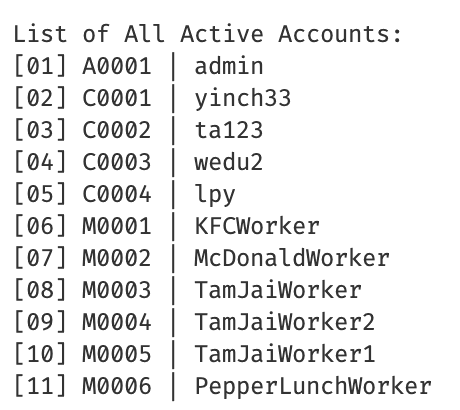 List of All Active Accounts:
[01] A0001 | admin
[02] C0001 | yinch33
[03] C0002 | ta123
[04] C0003 | wedu2
[05] C0004 | lpy
[06] M0001 | KFCWorker
[07] M0002 | McDonaldWorker
[08] M0003 | TamJaiWorker
[09] M0004 | TamJaiWorker2
[10] M0005 | TamJaiWorker1
[11] M0006 | PepperLunchWorker